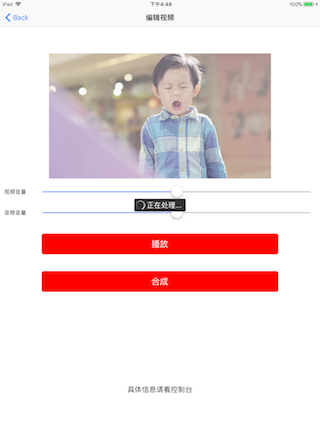 iPad 下午4:48 100%
Back 编辑视频
视频音量
正在处理...
音频音量
播放
合成
具体信息请看控制台